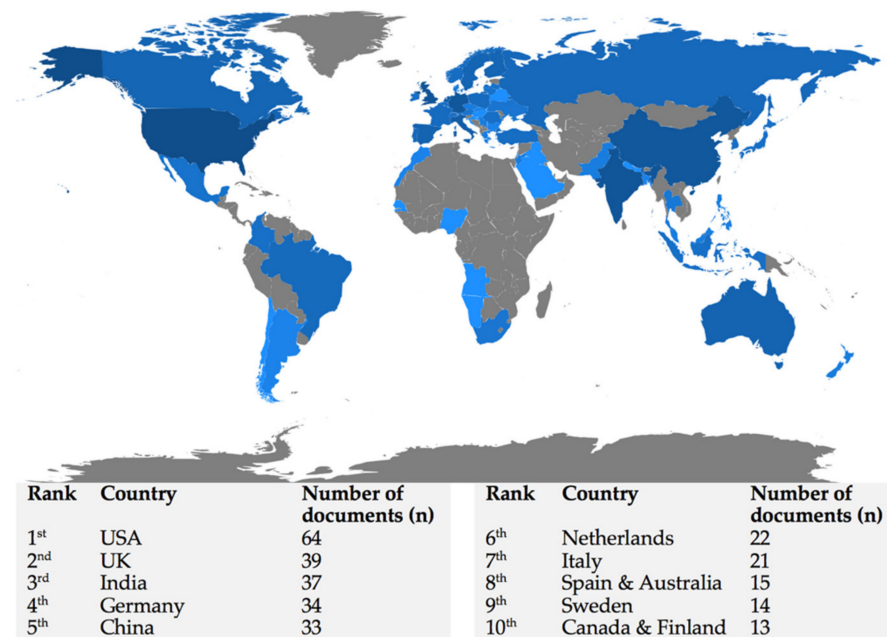 Rank Country Number of documents (n)
1st USA 64
2nd UK 39
3rd India 37
4th Germany 34
5th China 33
Rank Country Number of documents (n)
6th Netherlands 22
7th Italy 21
8th Spain & Australia 15
9th Sweden 14
10th Canada & Finland 13